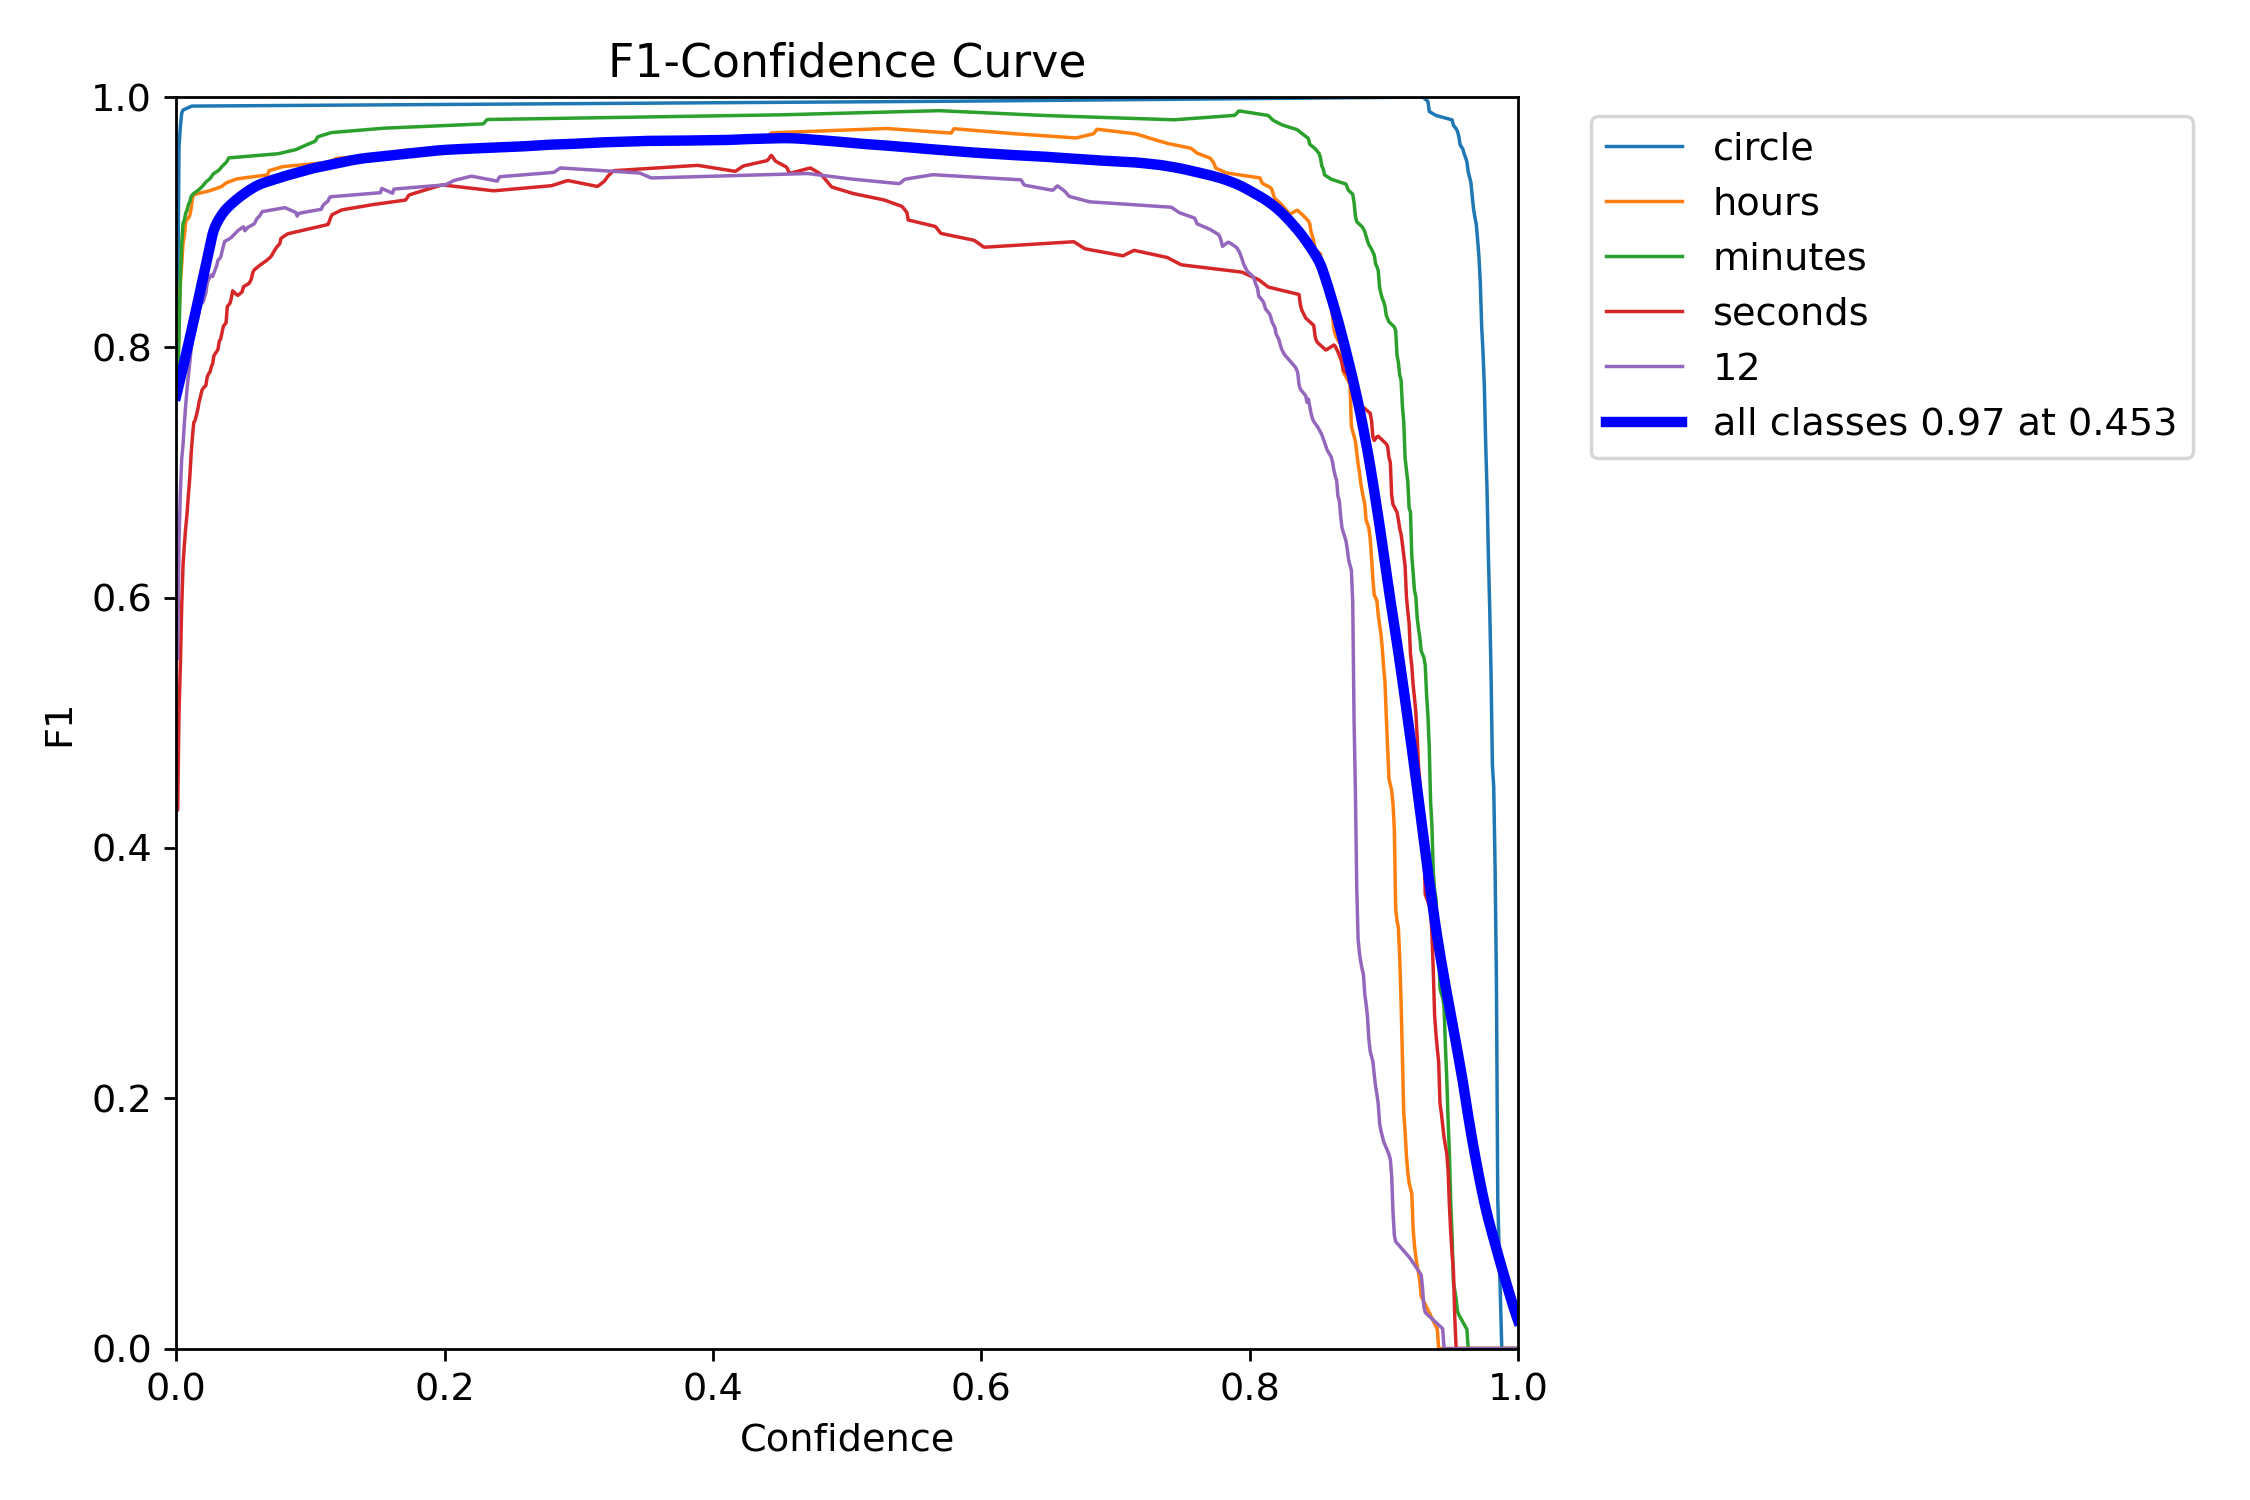 F1-Confidence Curve
1.0
0.8
0.6
0.4
0.2
0.0
F1
0.0 0.2 0.4 0.6 0.8 1.0
Confidence
circle
hours
minutes
seconds
12
all classes 0.97 at 0.453